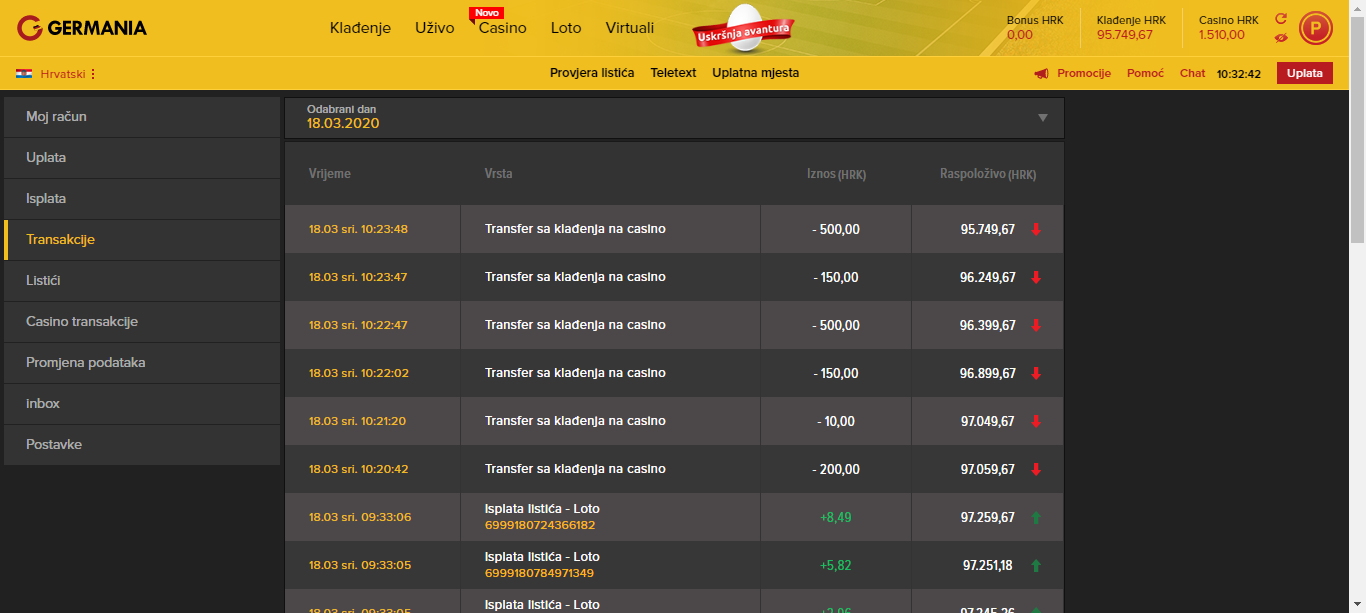 GERMANIA
Klađenje Uživo Novo Casino Loto Virtuali
Uskršnja avantura
Bonus HRK Klađenje HRK Casino HRK
0,00 95.749,67 1.510,00
P
Hrvatski
Provjera listića Teletext Uplatna mjesta
Promocije Pomoć Chat 10:32:42 Uplata
Moj račun
Uplata
Isplata
Transakcije
Listići
Casino transakcije
Promjena podataka
inbox
Postavke
Odabrani dan
18.03.2020
Vrijeme Vrsta Iznos (HRK) Raspoloživo (HRK)
18.03 sri. 10:23:48 Transfer sa klađenja na casino - 500,00 95.749,67
18.03 sri. 10:23:47 Transfer sa klađenja na casino - 150,00 96.249,67
18.03 sri. 10:22:47 Transfer sa klađenja na casino - 500,00 96.399,67
18.03 sri. 10:22:02 Transfer sa klađenja na casino - 150,00 96.899,67
18.03 sri. 10:21:20 Transfer sa klađenja na casino - 10,00 97.049,67
18.03 sri. 10:20:42 Transfer sa klađenja na casino - 200,00 97.059,67
18.03 sri. 09:33:06 Isplata listića - Loto +8,49 97.259,67
6999180724366182
18.03 sri. 09:33:05 Isplata listića - Loto +5,82 97.251,18
6999180784971349
18.03 sri. 09:33:05 Isplata listića - Loto